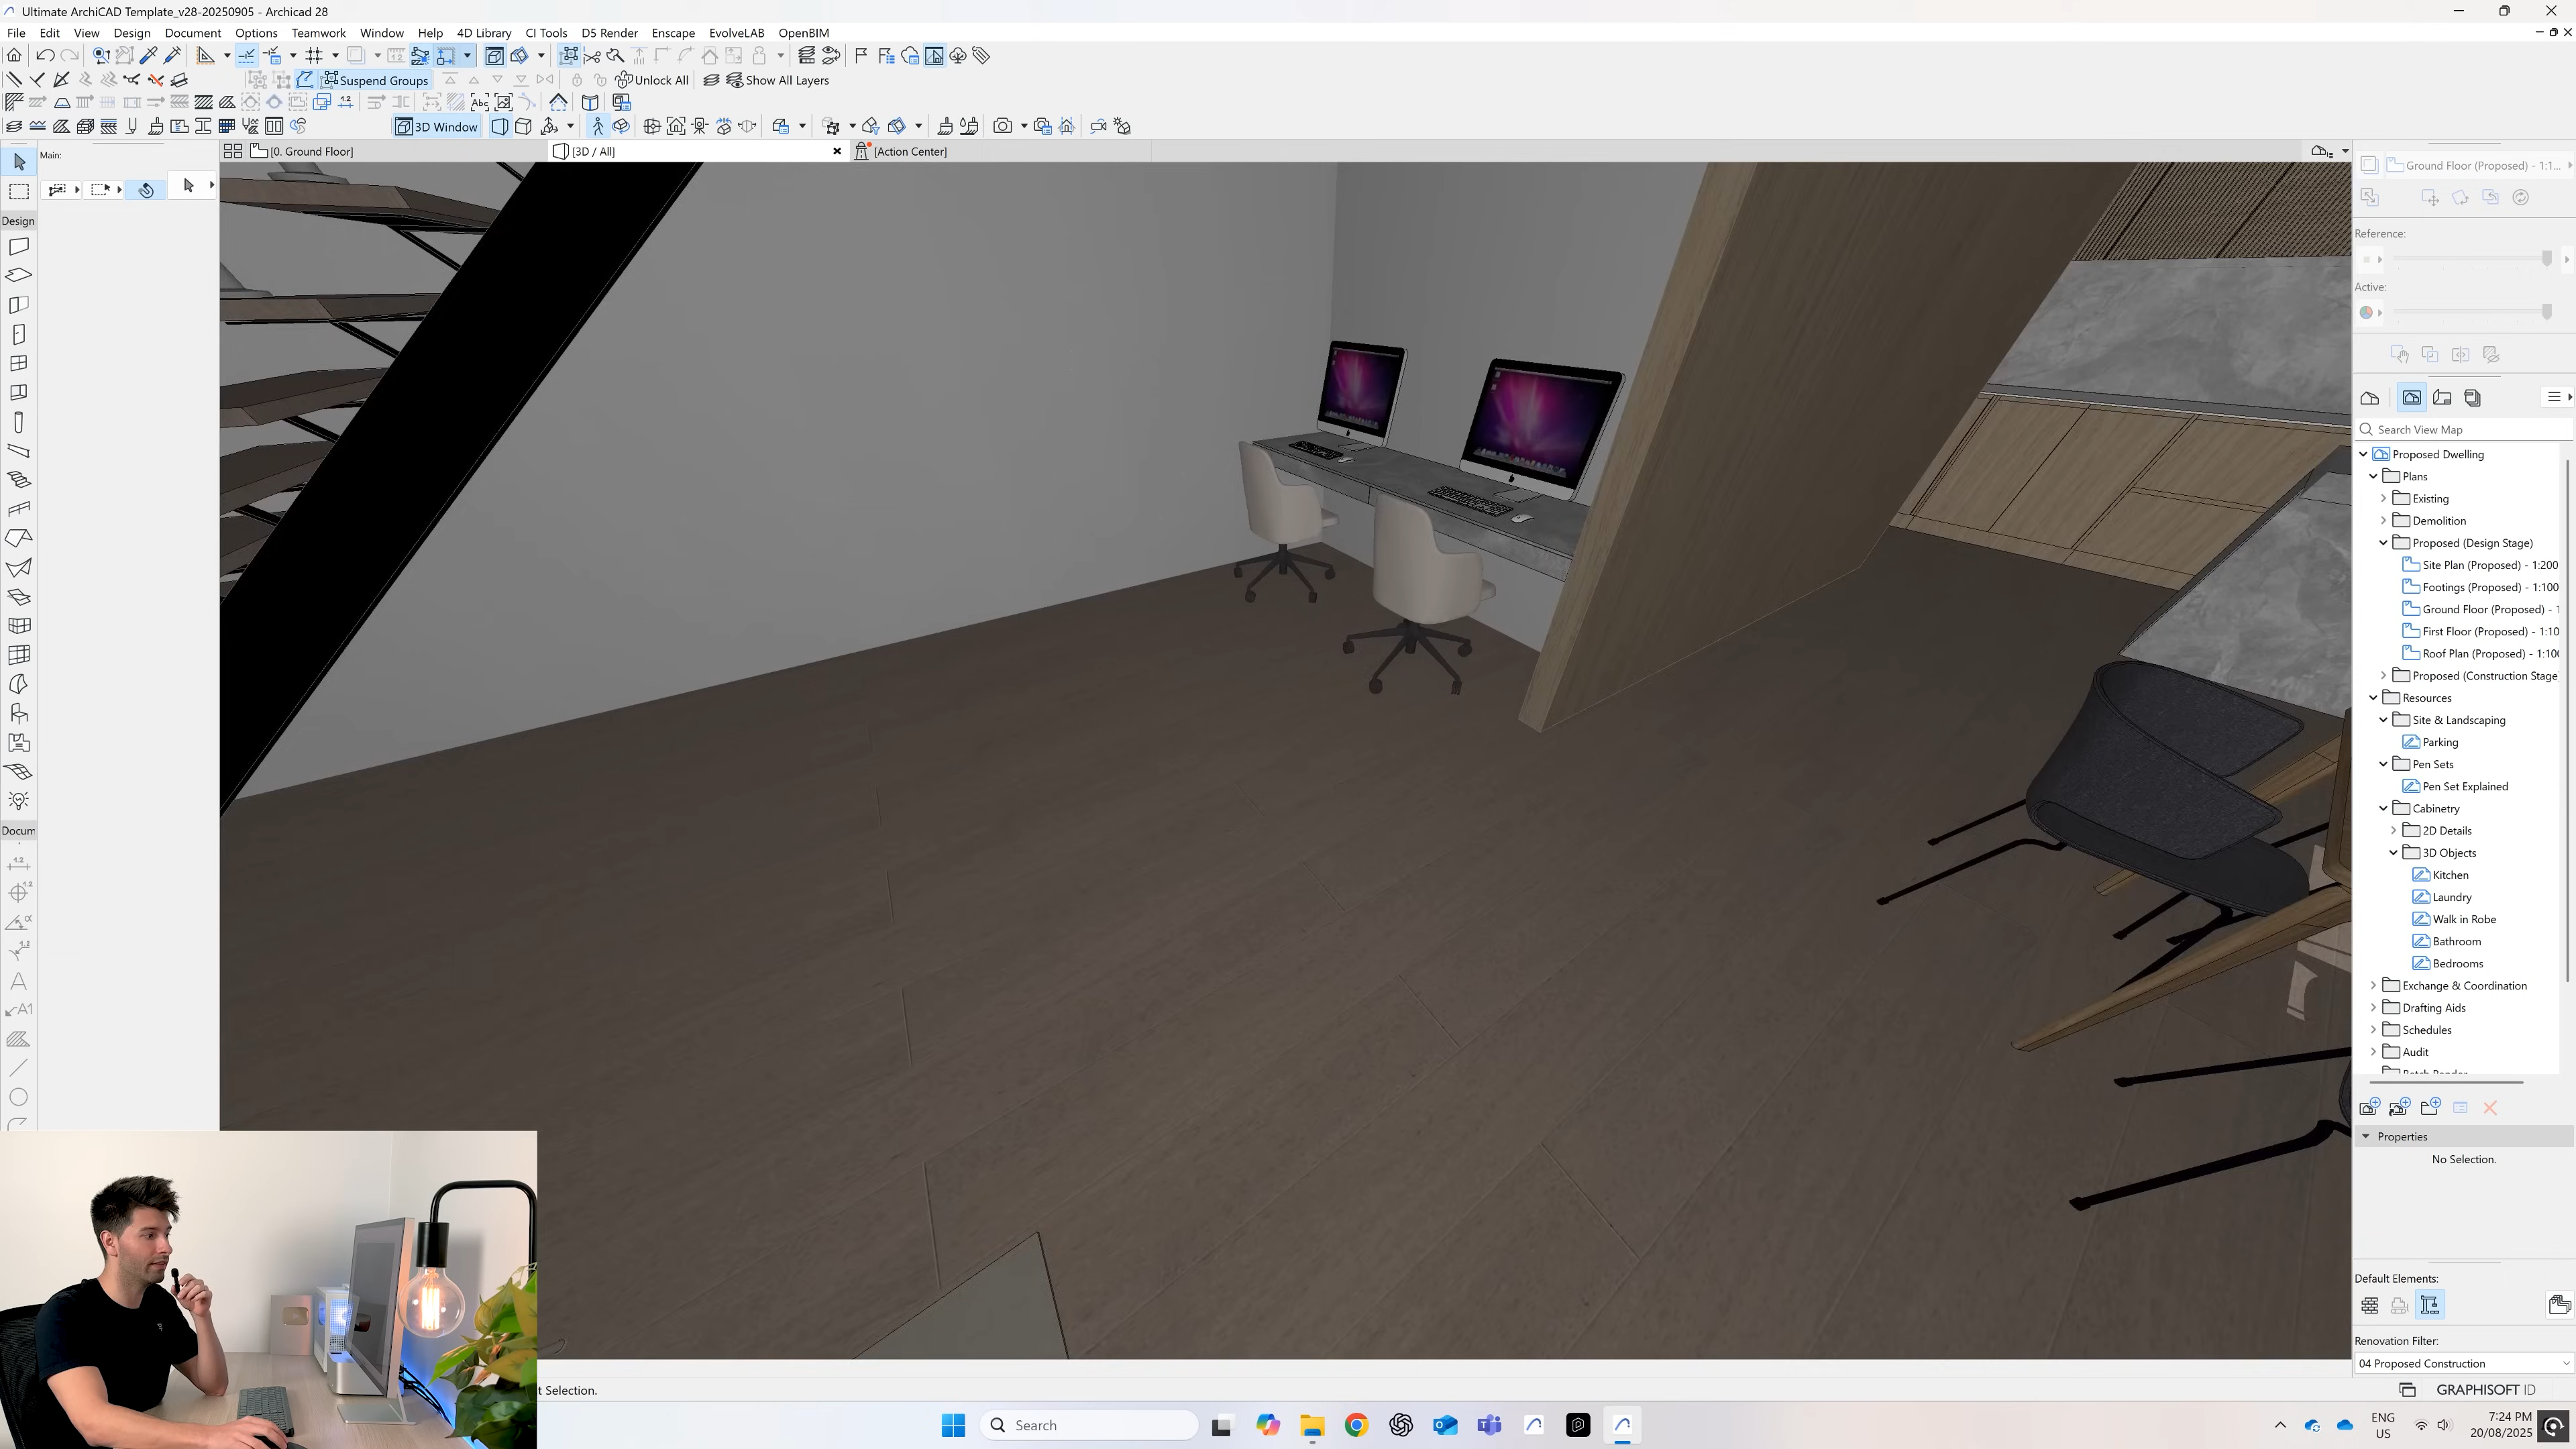 Ultimate ArchiCAD Template_v28-20250905 - Archicad 28
File Edit View Design Document Options Teamwork Window Help 4D Library CI Tools D5 Render Enscape EvolveLAB OpenBIM
Suspend Groups Unlock All Show All Layers
Abc
3D Window
Main:
[0. Ground Floor] [3D / All] [Action Center]
Design
Docum
Ground Floor (Proposed) - 1:1...
Reference:
Active:
Search View Map
Proposed Dwelling
Plans
Existing
Demolition
Proposed (Design Stage)
Site Plan (Proposed) - 1:200
Footings (Proposed) - 1:100
Ground Floor (Proposed) - 1
First Floor (Proposed) - 1:10
Roof Plan (Proposed) - 1:100
Proposed (Construction Stage
Resources
Site & Landscaping
Parking
Pen Sets
Pen Set Explained
Cabinetry
2D Details
3D Objects
Kitchen
Laundry
Walk in Robe
Bathroom
Bedrooms
Exchange & Coordination
Drafting Aids
Schedules
Audit
Properties
No Selection.
Default Elements:
Renovation Filter:
04 Proposed Construction
t Selection.
GRAPHISOFT ID
Search
ENG
US
7:24 PM
20/08/2025